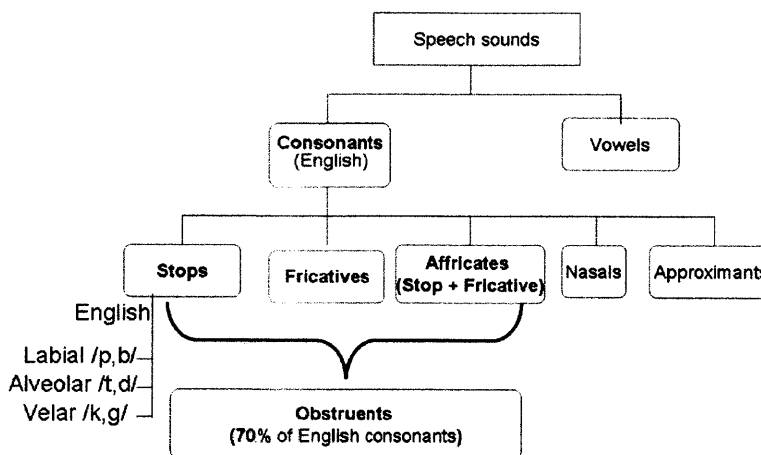 Speech sounds
Consonants
(English)
Vowels
Stops
Fricatives
Affricates
(Stop + Fricative)
Nasals
Approximants
English
Labial /p,b/
Alveolar /t,d/
Velar /k,g/
Obstruents
(70% of English consonants)